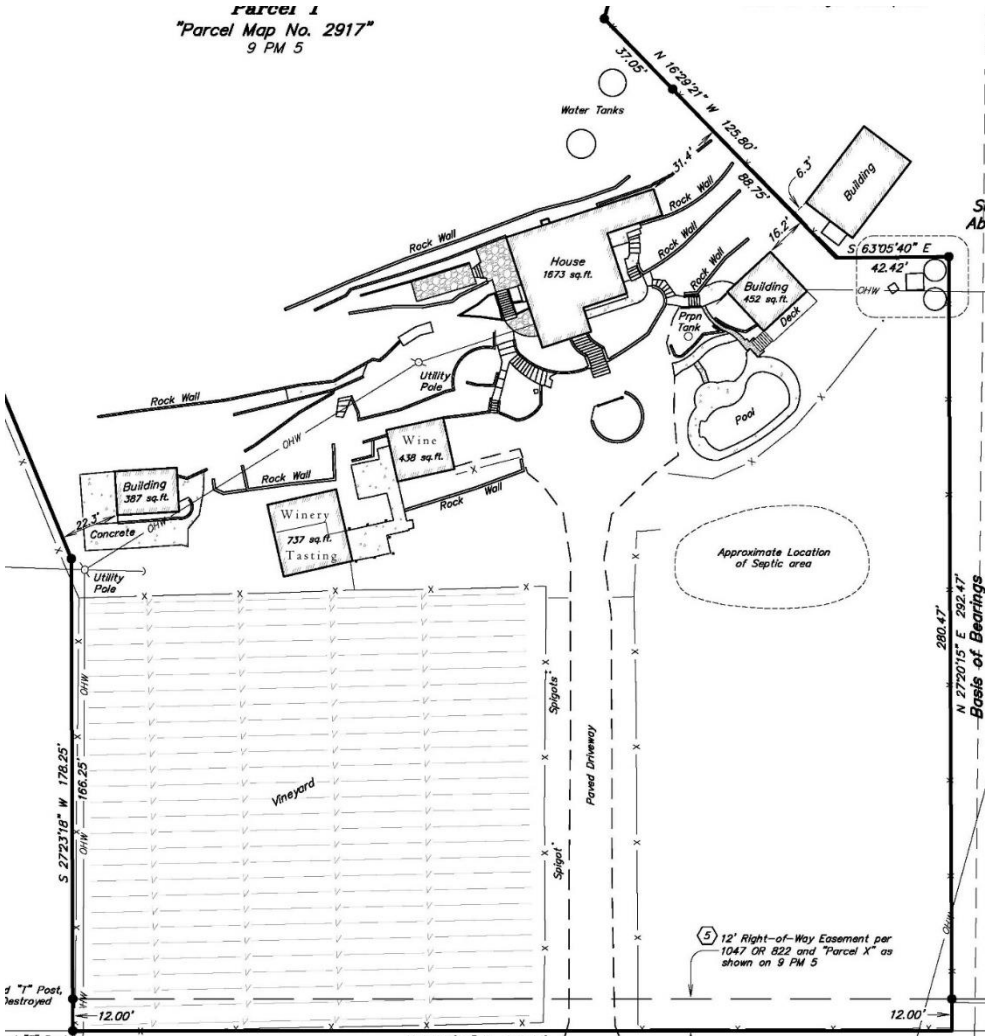 Parcel 1
"Parcel Map No. 2917"
9 PM 5
37.05'
N 16°29'21" W 125.80'
Water Tanks
88.75'
31.4'
6.3'
Building
Rock Wall
Rock Wall
Rock Wall
Rock Wall
16.2'
S 63°05'40" E
42.42'
OHW
House
1673 sq.ft.
Building
452 sq.ft.
Deck
Prpn
Tank
Utility
Pole
Rock Wall
OHW
Pool
Wine
438 sq.ft.
Rock Wall
Rock Wall
Building
387 sq.ft.
22.3'
Concrete
OHW
Winery
737 sq.ft.
Tasting
Utility
Pole
Approximate Location
of Septic area
280.47'
N 27°20'15" E 292.47'
Basis of Bearings
OHW
Spigots'
Vineyard
Paved Driveway
S 27°23'18" W 178.25'
166.25'
OHW
Spigot'
5 12' Right-of-Way Easement per
1047 OR 822 and "Parcel X" as
shown on 9 PM 5
OHW
"T" Post,
Destroyed
12.00'
12.00'